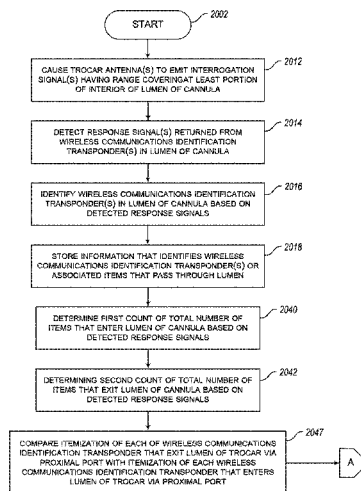 START
2002
CAUSE TROCAR ANTENNA(S) TO EMIT INTERROGATION
SIGNAL(S) HAVING RANGE COVERINGAT LEAST PORTION
OF INTERIOR OF LUMEN OF CANNULA
2012
DETECT RESPONSE SIGNAL(S) RETURNED FROM
WIRELESS COMMUNICATIONS IDENTIFICATION
TRANSPONDER(S) IN LUMEN OF CANNULA
2014
IDENTIFY WIRELESS COMMUNICATIONS IDENTIFICATION
TRANSPONDER(S) IN LUMEN OF CANNULA BASED ON
DETECTED RESPONSE SIGNALS
2016
STORE INFORMATION THAT IDENTIFIES WIRELESS
COMMUNICATIONS IDENTIFICATION TRANSPONDER(S) OR
ASSOCIATED ITEMS THAT PASS THROUGH LUMEN
2018
DETERMINE FIRST COUNT OF TOTAL NUMBER OF
ITEMS THAT ENTER LUMEN OF CANNULA BASED ON
DETECTED RESPONSE SIGNALS
2040
DETERMINING SECOND COUNT OF TOTAL NUMBER OF
ITEMS THAT EXIT LUMEN OF CANNULA BASED ON
DETECTED RESPONSE SIGNALS
2042
COMPARE ITEMIZATION OF EACH OF WIRELESS COMMUNICATIONS
IDENTIFICATION TRANSPONDER THAT EXIT LUMEN OF TROCAR VIA
PROXIMAL PORT WITH ITEMIZATION OF EACH WIRELESS
COMMUNICATIONS IDENTIFICATION TRANSPONDER THAT ENTERS
LUMEN OF TROCAR VIA PROXIMAL PORT
2047
A